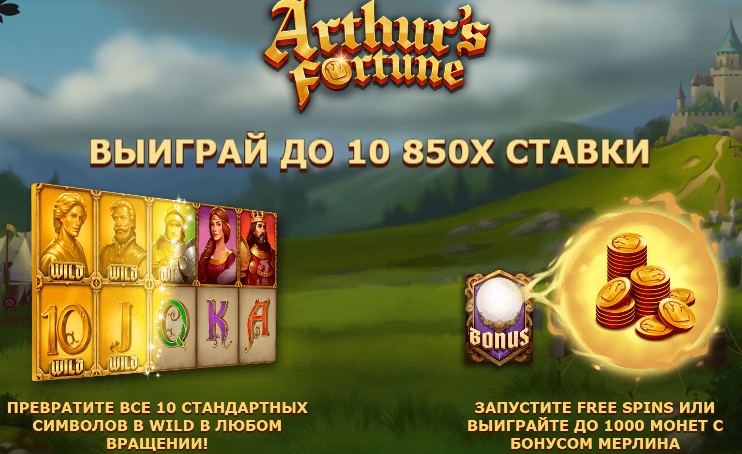 Arthur's
Fortune
ВЫИГРАЙ ДО 10 850X СТАВКИ
WILD WILD
10 J Q K A
WILD WILD
BONUS
ПРЕВРАТИТЕ ВСЕ 10 СТАНДАРТНЫХ
СИМВОЛОВ В WILD В ЛЮБОМ
ВРАЩЕНИИ!
ЗАПУСТИТЕ FREE SPINS ИЛИ
ВЫИГРАЙТЕ ДО 1000 МОНЕТ С
БОНУСОМ МЕРЛИНА